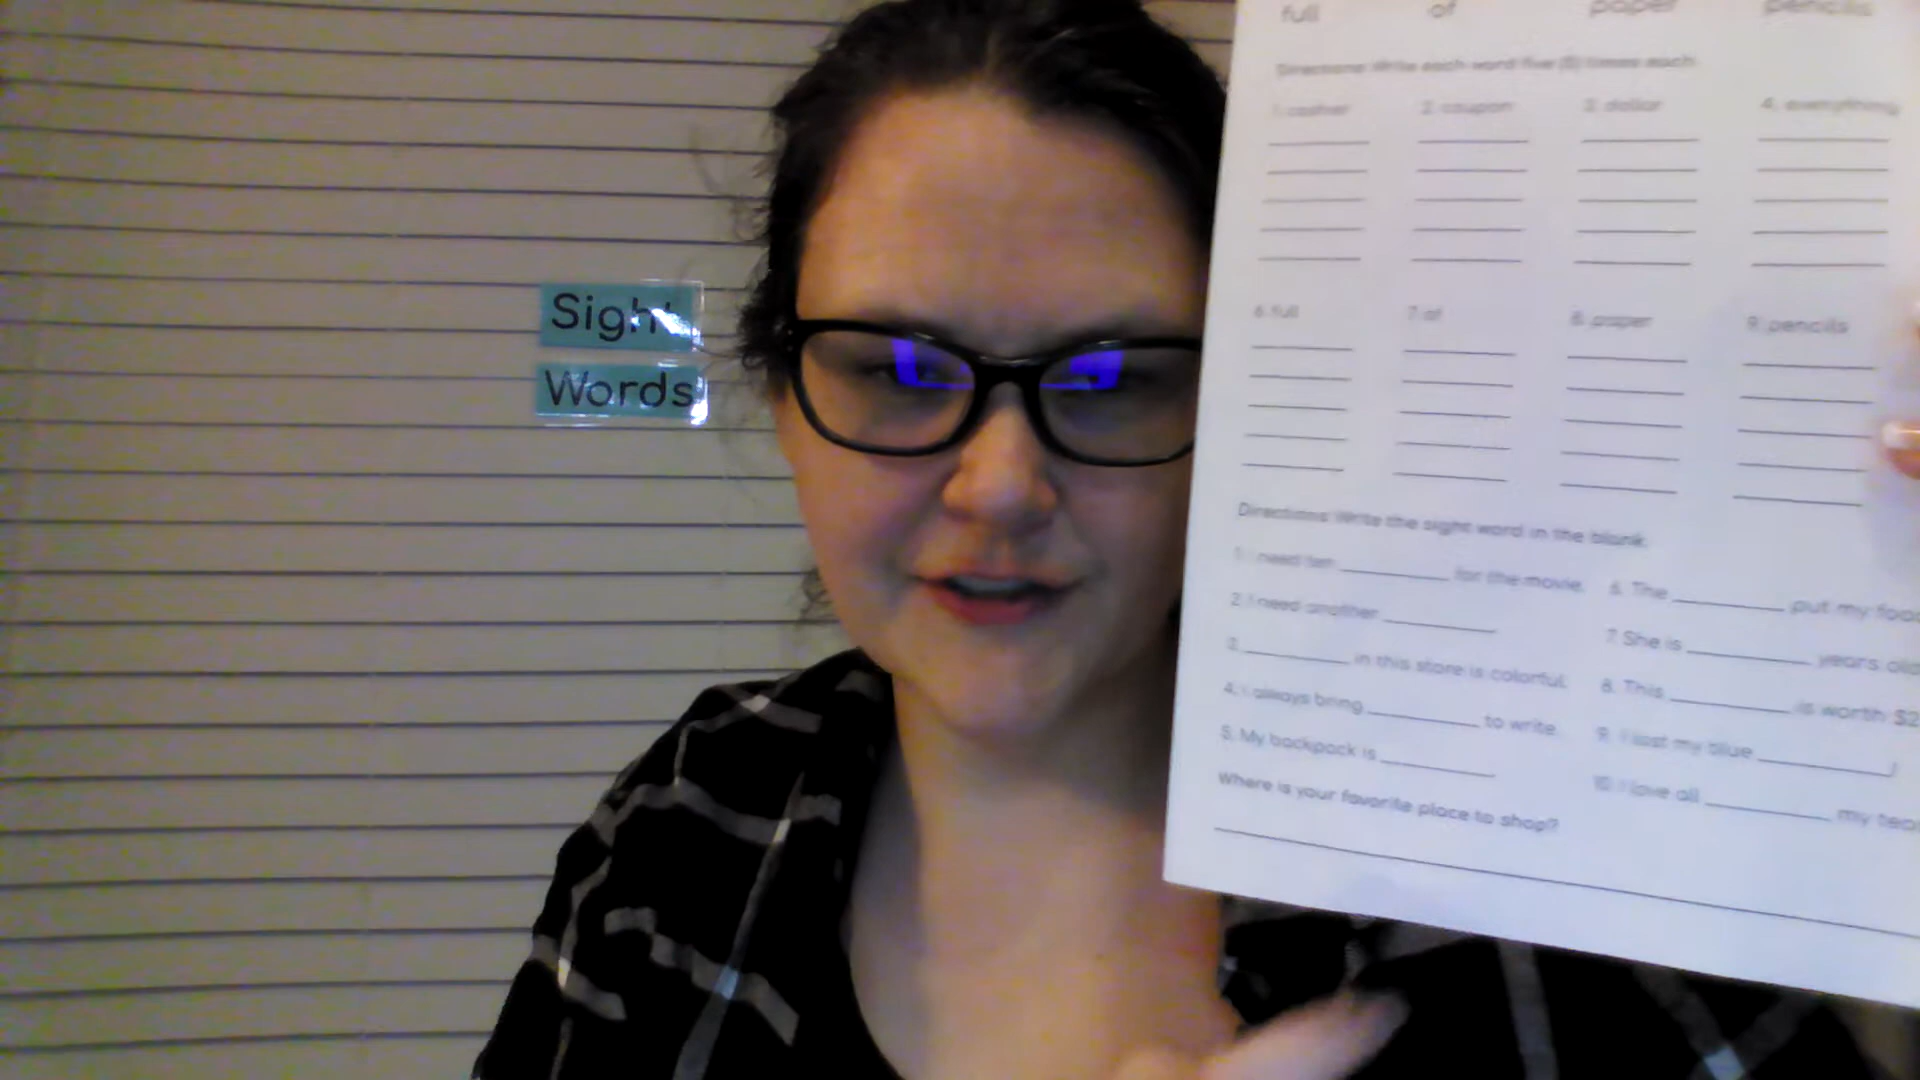 Sight
Words
full of paper pencils
Directions: Write each word five (5) times each.
1. cashier 2. coupon 3. dollar 4. everything
6. full 7. of 8. paper 9. pencils
Directions: Write the sight word in the blank.
1. I need ten for the movie. 6. The put my food
2. I need another 7. She is years old
3. in this store is colorful. 8. This is worth $2
4. I always bring to write. 9. I lost my blue !
5. My backpack is 10. I love all my
Where is your favorite place to shop?